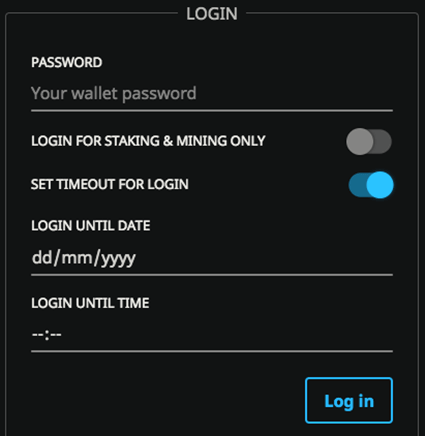 LOGIN
PASSWORD
Your wallet password
LOGIN FOR STAKING & MINING ONLY
SET TIMEOUT FOR LOGIN
LOGIN UNTIL DATE
dd/mm/yyyy
LOGIN UNTIL TIME
--:--
Log in